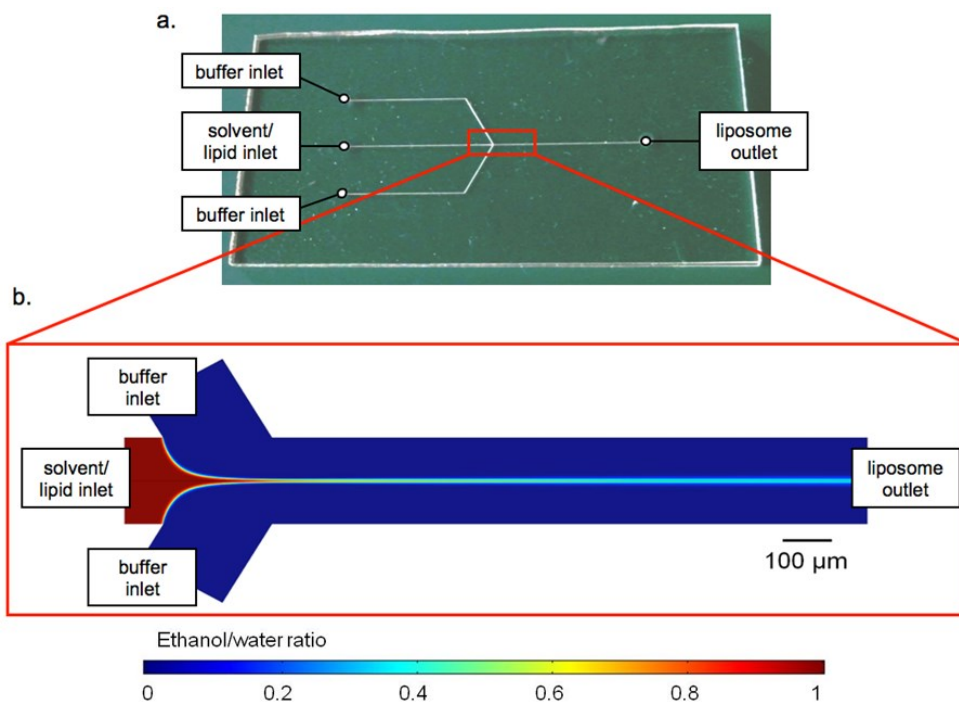 a.
buffer inlet
solvent/
lipid inlet
buffer inlet
liposome
outlet
b.
buffer
inlet
solvent/
lipid inlet
buffer
inlet
liposome
outlet
100 µm
Ethanol/water ratio
0 0.2 0.4 0.6 0.8 1